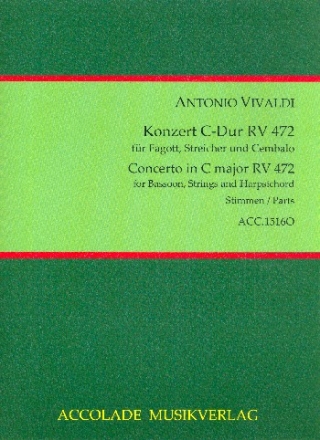 ANTONIO VIVALDI
Konzert C-Dur RV 472
für Fagott, Streicher und Cembalo
Concerto in C major RV 472
for Bassoon, Strings and Harpsichord
Stimmen / Parts
ACC.1516O
ACCOLADE MUSIKVERLAG